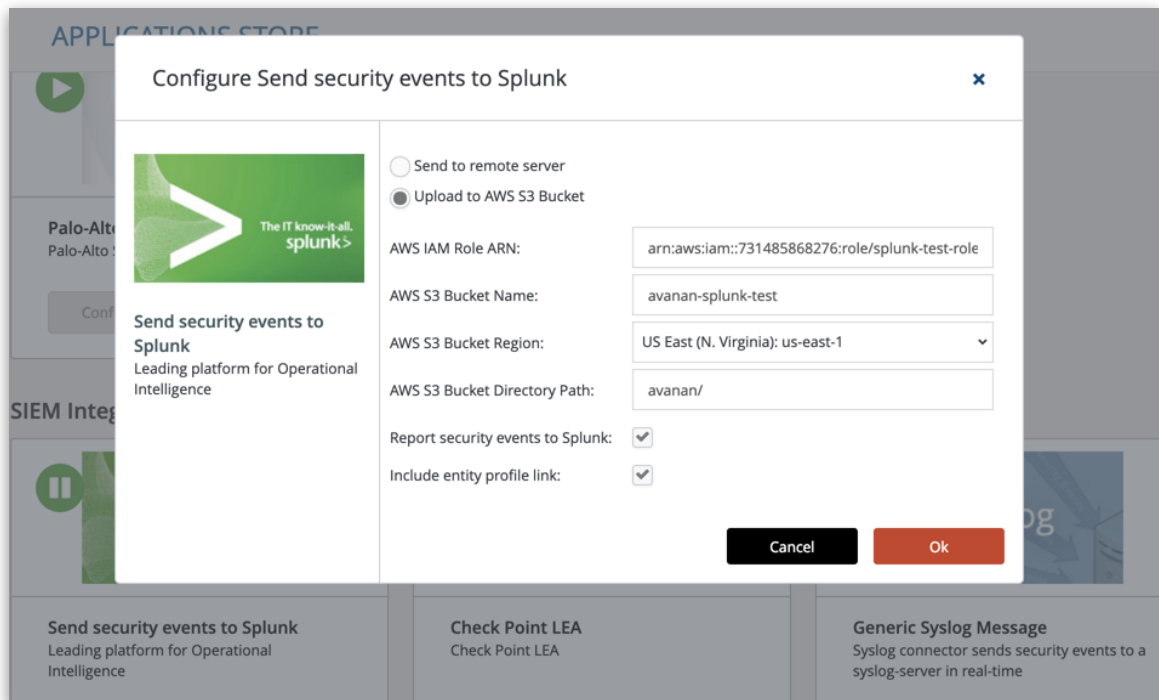 APPLICATIONS STORE
Configure Send security events to Splunk
×
The IT know-it-all.
splunk>
Send security events to
Splunk
Leading platform for Operational
Intelligence
Send to remote server
Upload to AWS S3 Bucket
AWS IAM Role ARN: arn:aws:iam::731485868276:role/splunk-test-role
AWS S3 Bucket Name: avanan-splunk-test
AWS S3 Bucket Region: US East (N. Virginia): us-east-1
AWS S3 Bucket Directory Path: avanan/
Report security events to Splunk:
Include entity profile link:
Cancel Ok
Palo-Alto
Palo-Alto
Conf
SIEM Integ
og
Send security events to Splunk
Leading platform for Operational
Intelligence
Check Point LEA
Check Point LEA
Generic Syslog Message
Syslog connector sends security events to a
syslog-server in real-time